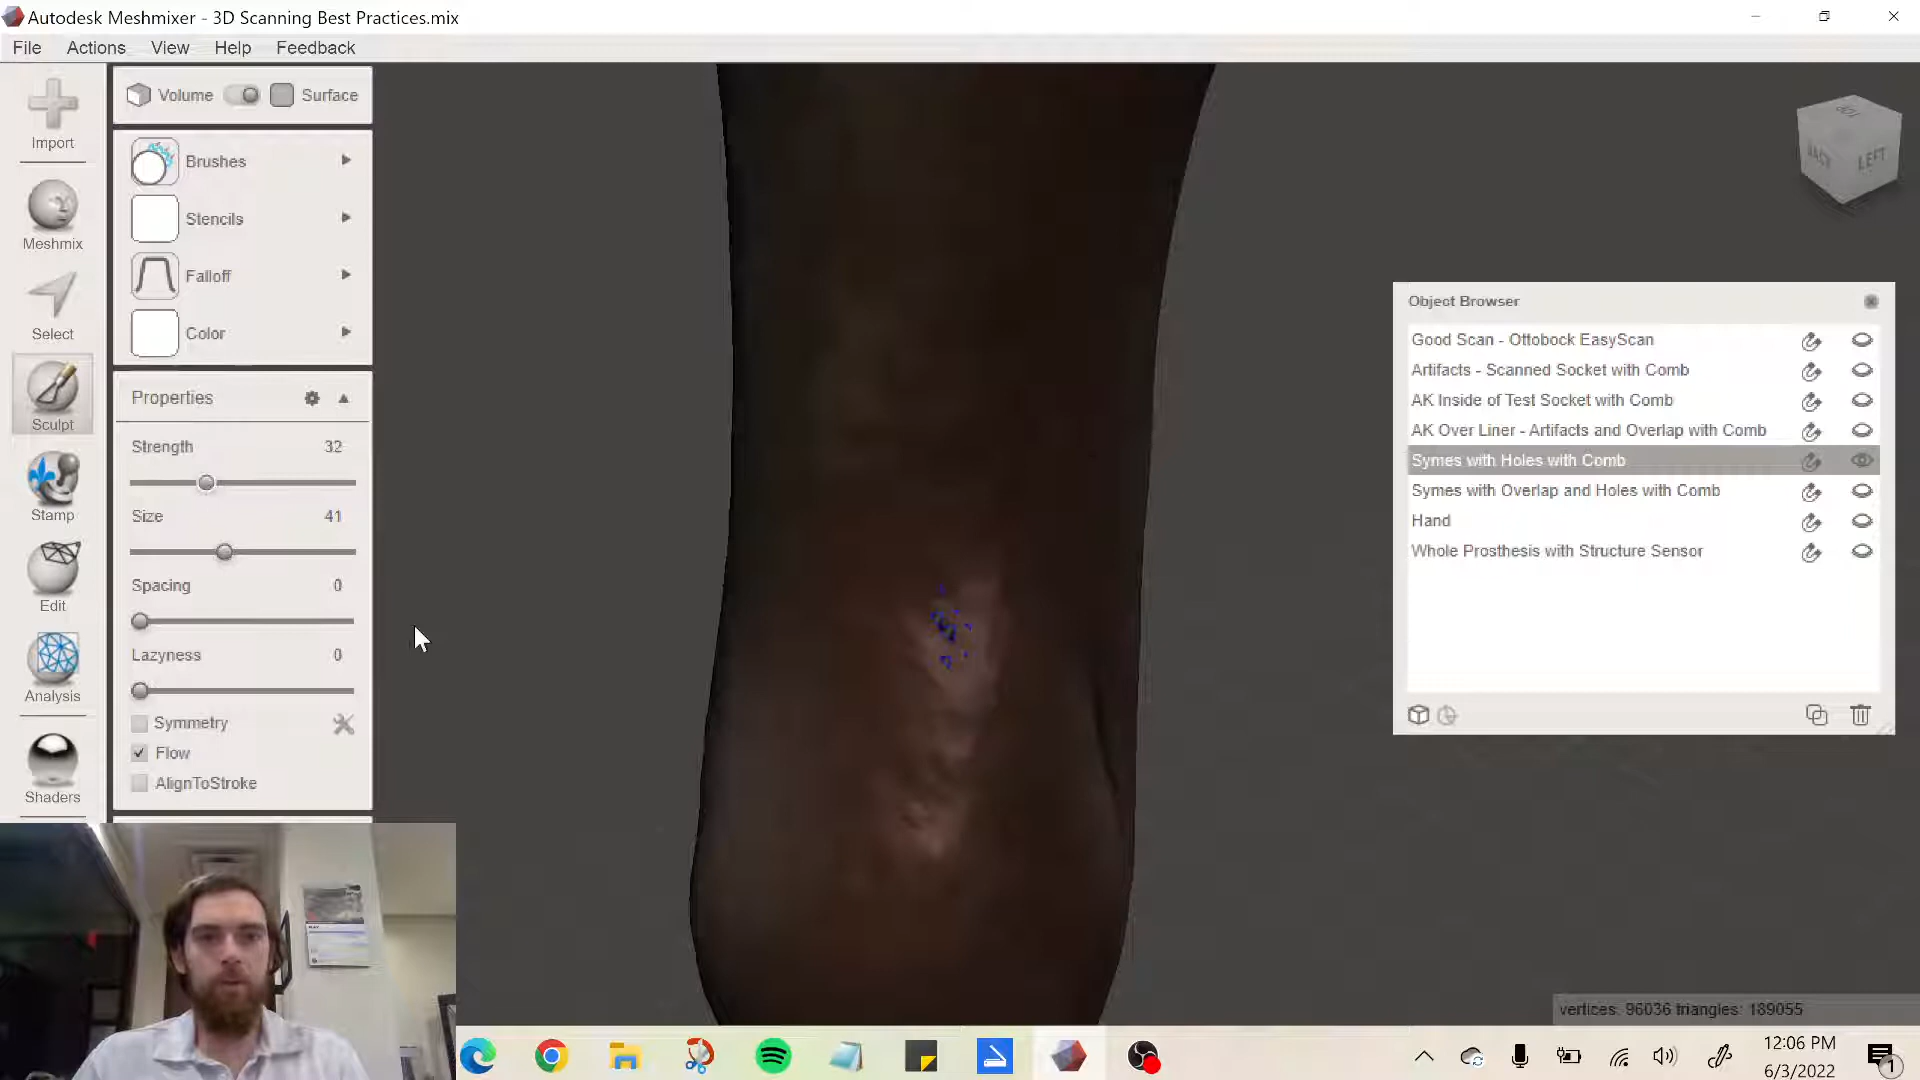 Autodesk Meshmixer - 3D Scanning Best Practices.mix
File Actions View Help Feedback
Import
Meshmix
Select
Sculpt
Stamp
Edit
Analysis
Shaders
Volume Surface
Brushes
Stencils
Falloff
Color
Properties
Strength 32
Size 41
Spacing 0
Lazyness 0
Symmetry
Flow
AlignToStroke
TOP
BACK LEFT
Object Browser
Good Scan - Ottobock EasyScan
Artifacts - Scanned Socket with Comb
AK Inside of Test Socket with Comb
AK Over Liner - Artifacts and Overlap with Comb
Symes with Holes with Comb
Symes with Overlap and Holes with Comb
Hand
Whole Prosthesis with Structure Sensor
vertices: 96036 triangles: 189055
12:06 PM
6/3/2022
1